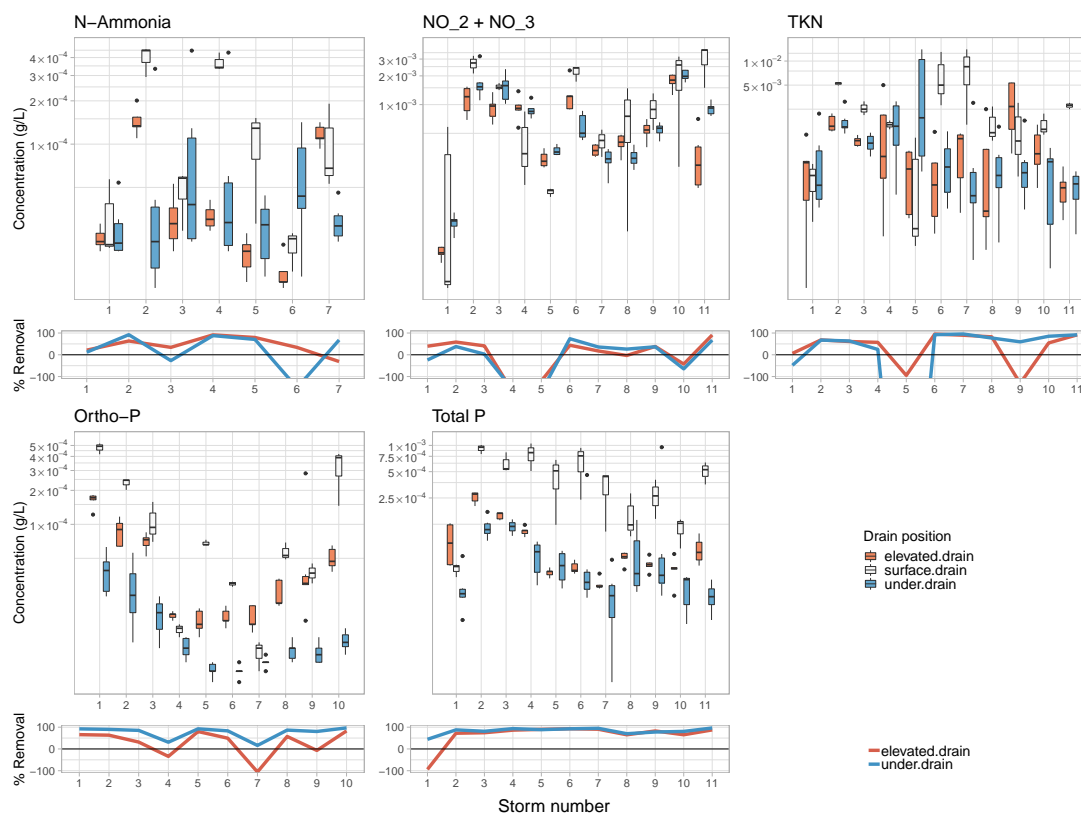 N−Ammonia
NO_2 + NO_3
TKN
Concentration (g/L)
4 × 10⁻⁴
3 × 10⁻⁴
2 × 10⁻⁴
1 × 10⁻⁴
1 2 3 4 5 6 7
3 × 10⁻³
2 × 10⁻³
1 × 10⁻³
1 2 3 4 5 6 7 8 9 10 11
1 × 10⁻²
5 × 10⁻³
1 2 3 4 5 6 7 8 9 10 11
% Removal
100
0
−100
1 2 3 4 5 6 7
100
0
−100
1 2 3 4 5 6 7 8 9 10 11
100
0
−100
1 2 3 4 5 6 7 8 9 10 11
Ortho−P
Total P
Concentration (g/L)
5 × 10⁻⁴
4 × 10⁻⁴
3 × 10⁻⁴
2 × 10⁻⁴
1 × 10⁻⁴
1 2 3 4 5 6 7 8 9 10
1 × 10⁻³
7.5 × 10⁻⁴
5 × 10⁻⁴
2.5 × 10⁻⁴
1 2 3 4 5 6 7 8 9 10 11
Drain position
elevated.drain
surface.drain
under.drain
% Removal
100
0
−100
1 2 3 4 5 6 7 8 9 10
100
0
−100
1 2 3 4 5 6 7 8 9 10 11
elevated.drain
under.drain
Storm number